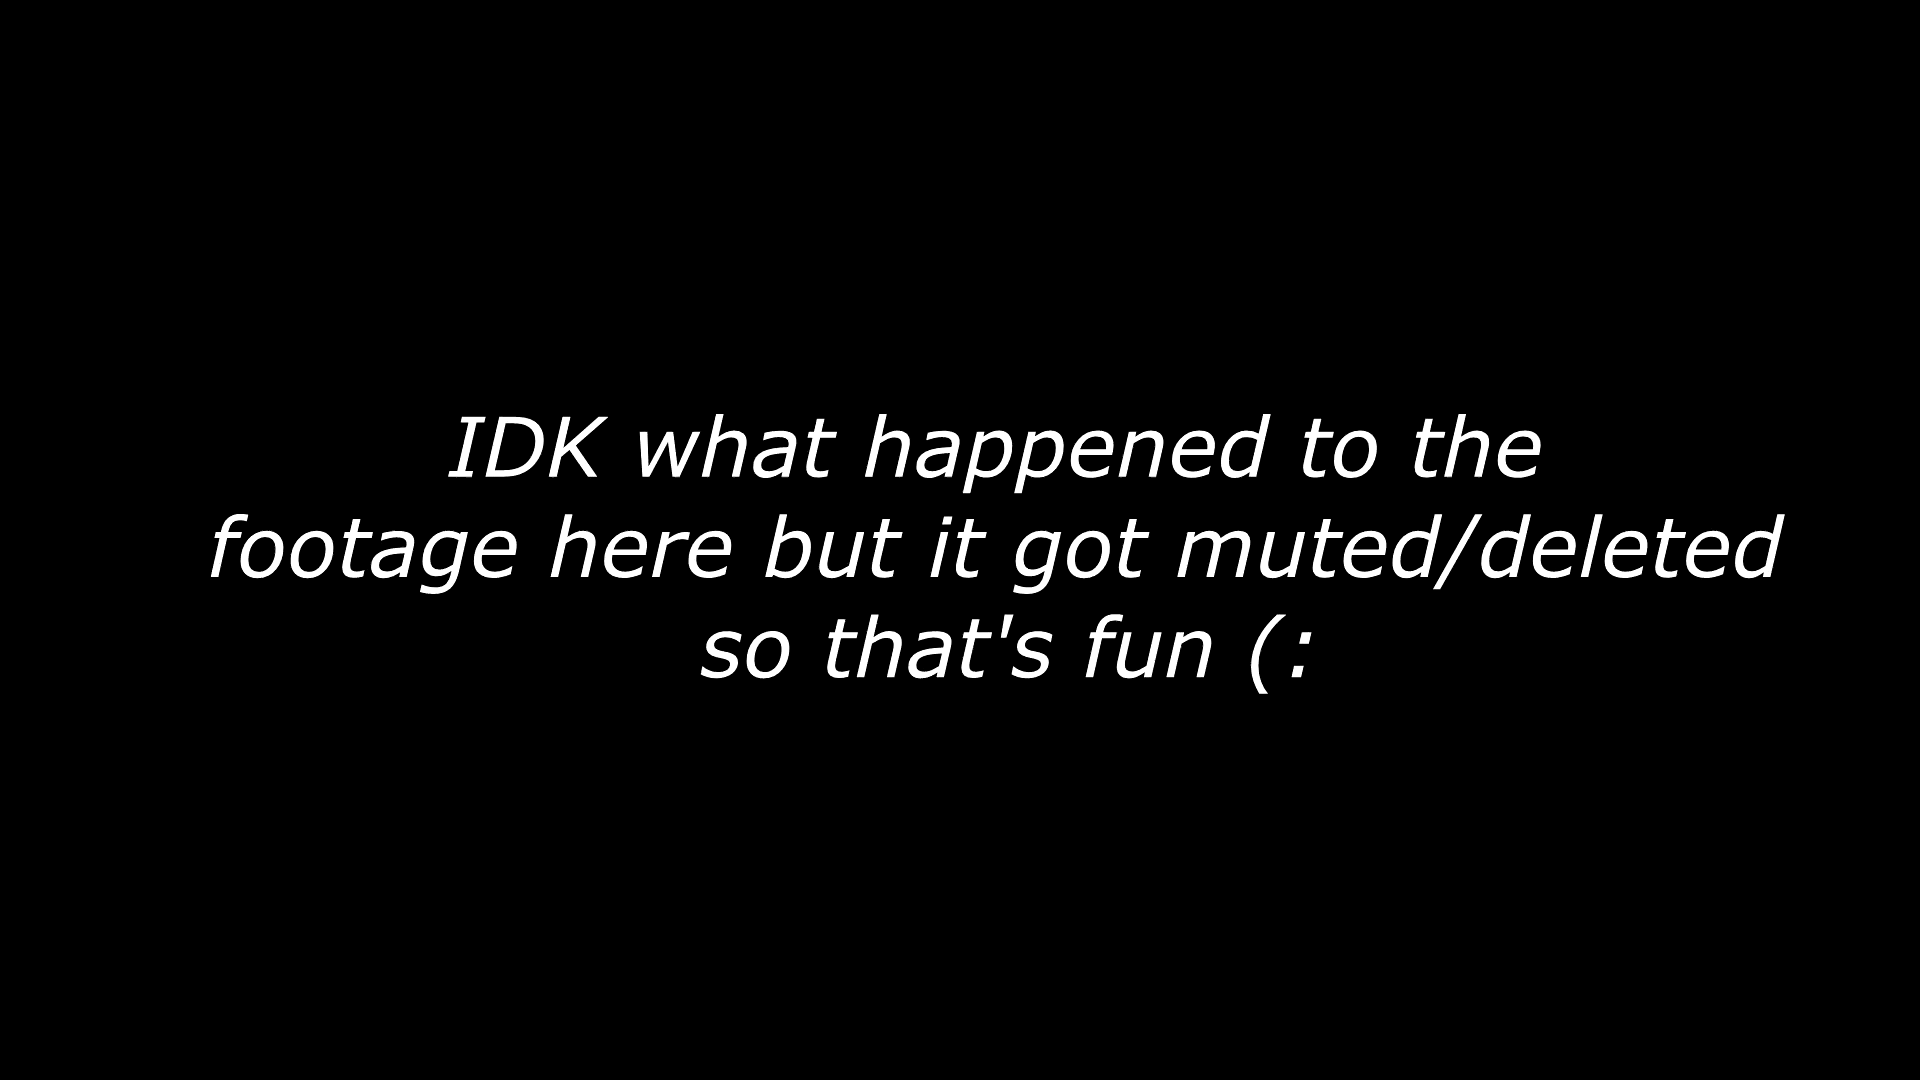 IDK what happened to the
footage here but it got muted/deleted
so that's fun (: